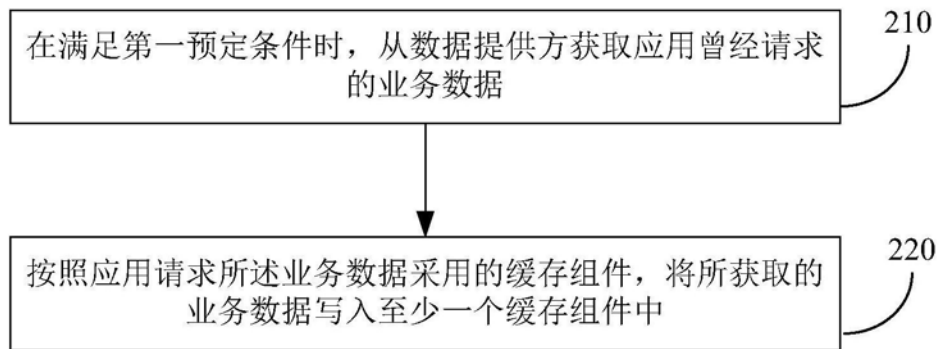 在满足第一预定条件时，从数据提供方获取应用曾经请求
的业务数据
210
按照应用请求所述业务数据采用的缓存组件，将所获取的
业务数据写入至少一个缓存组件中
220